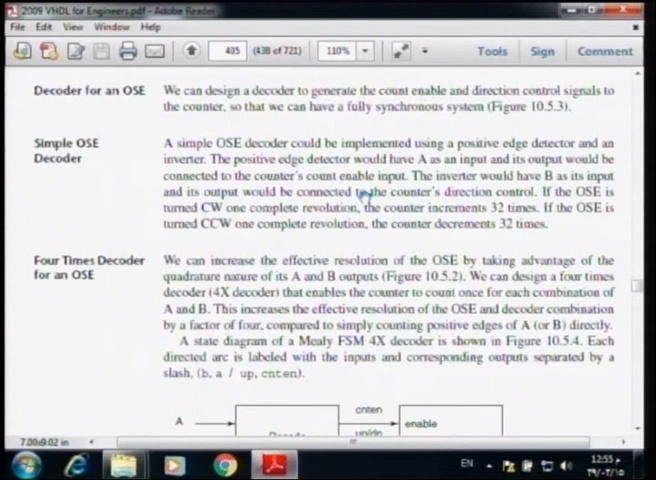 2009 VHDL for Engineers.pdf - Adobe Reader
File Edit View Window Help
405 (438 of 721) 110% Tools Sign Comment
Decoder for an OSE
We can design a decoder to generate the count enable and direction control signals to
the counter, so that we can have a fully synchronous system (Figure 10.5.3).
Simple OSE
Decoder
A simple OSE decoder could be implemented using a positive edge detector and an
inverter. The positive edge detector would have A as an input and its output would be
connected to the counter's count enable input. The inverter would have B as its input
and its output would be connected to the counter's direction control. If the OSE is
turned CW one complete revolution, the counter increments 32 times. If the OSE is
turned CCW one complete revolution, the counter decrements 32 times.
Four Times Decoder
for an OSE
We can increase the effective resolution of the OSE by taking advantage of the
quadrature nature of its A and B outputs (Figure 10.5.2). We can design a four times
decoder (4X decoder) that enables the counter to count once for each combination of
A and B. This increases the effective resolution of the OSE and decoder combination
by a factor of four, compared to simply counting positive edges of A (or B) directly.
A state diagram of a Mealy FSM 4X decoder is shown in Figure 10.5.4. Each
directed arc is labeled with the inputs and corresponding outputs separated by a
slash, (b, a / up, cnten).
A cnten enable
7.00x9.02 in
EN 12:55 م